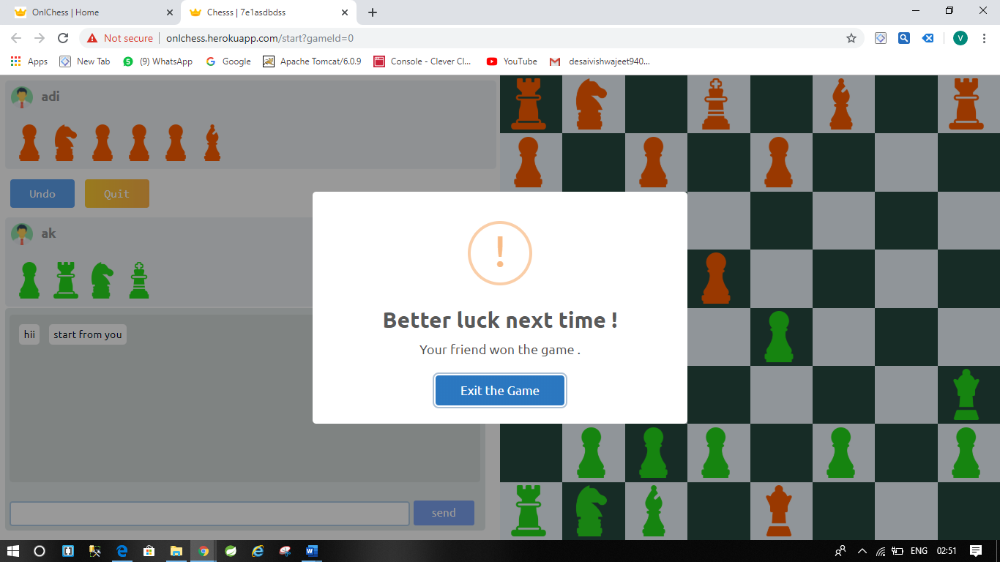 OnlChess | Home
Chesss | 7e1asdbdss
Not secure | onlchess.herokuapp.com/start?gameId=0
V
Apps New Tab (9) WhatsApp Google Apache Tomcat/6.0.9 Console - Clever Cl... YouTube desaivishwajeet940...
adi
Undo Quit
ak
hii start from you
!
Better luck next time !
Your friend won the game .
Exit the Game
send
ENG 02:51